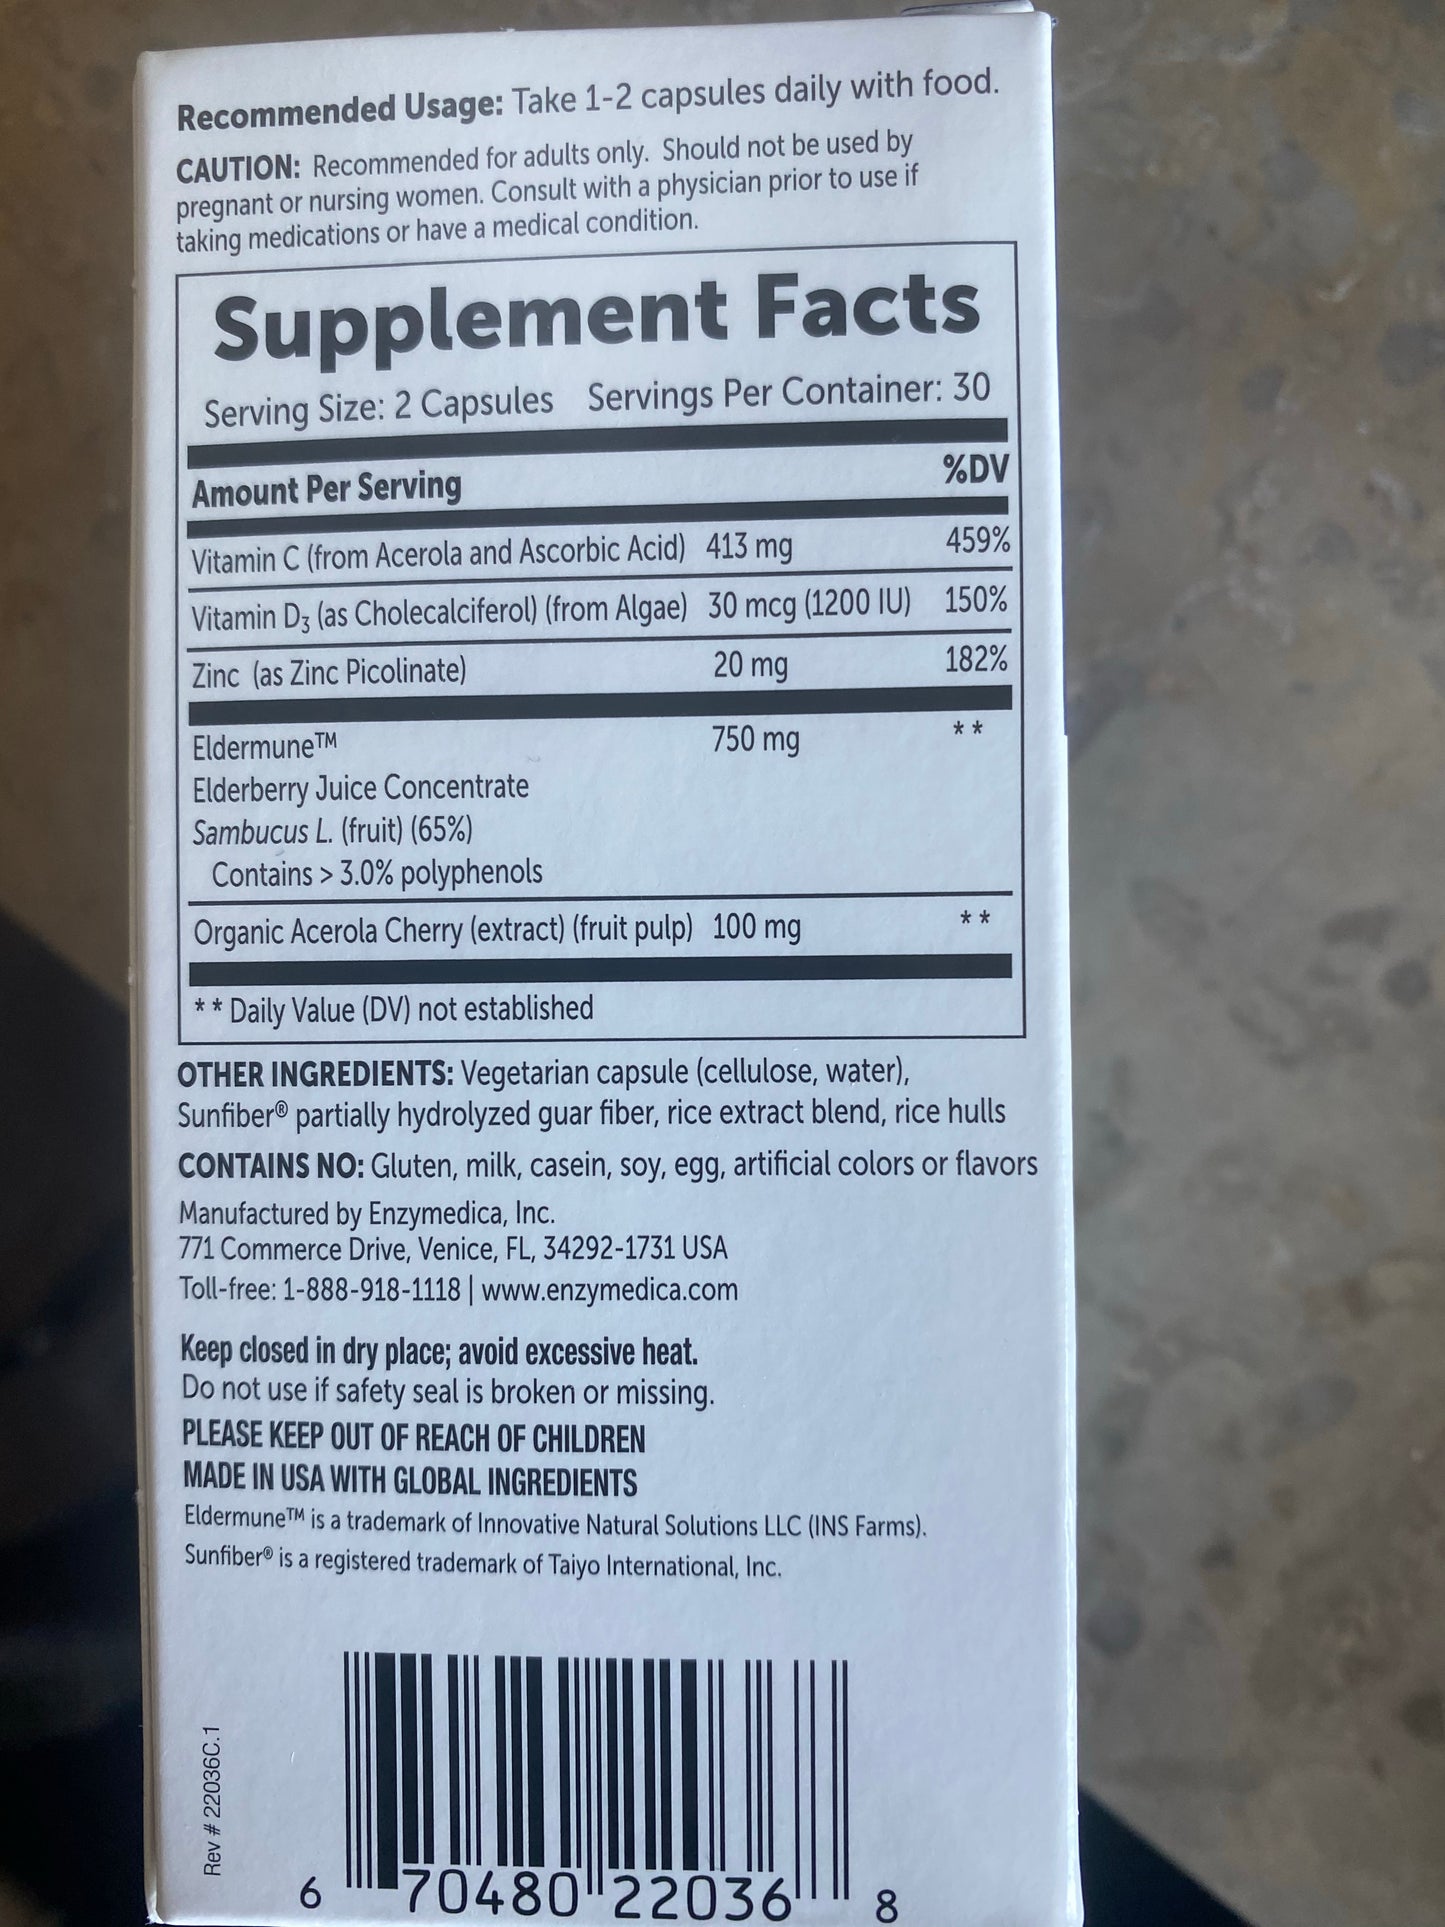 Recommended Usage: Take 1-2 capsules daily with food.
CAUTION: Recommended for adults only. Should not be used by
pregnant or nursing women. Consult with a physician prior to use if
taking medications or have a medical condition.
Supplement Facts
Serving Size: 2 Capsules Servings Per Container: 30
Amount Per Serving %DV
Vitamin C (from Acerola and Ascorbic Acid) 413 mg 459%
Vitamin D3 (as Cholecalciferol) (from Algae) 30 mcg (1200 IU) 150%
Zinc (as Zinc Picolinate) 20 mg 182%
Eldermune™ 750 mg **
Elderberry Juice Concentrate
Sambucus L. (fruit) (65%)
Contains > 3.0% polyphenols
Organic Acerola Cherry (extract) (fruit pulp) 100 mg **
** Daily Value (DV) not established
OTHER INGREDIENTS: Vegetarian capsule (cellulose, water),
Sunfiber® partially hydrolyzed guar fiber, rice extract blend, rice hulls
CONTAINS NO: Gluten, milk, casein, soy, egg, artificial colors or flavors
Manufactured by Enzymedica, Inc.
771 Commerce Drive, Venice, FL, 34292-1731 USA
Toll-free: 1-888-918-1118 | www.enzymedica.com
Keep closed in dry place; avoid excessive heat.
Do not use if safety seal is broken or missing.
PLEASE KEEP OUT OF REACH OF CHILDREN
MADE IN USA WITH GLOBAL INGREDIENTS
Eldermune™ is a trademark of Innovative Natural Solutions LLC (INS Farms).
Sunfiber® is a registered trademark of Taiyo International, Inc.
Rev # 22036C.1
6 70480 22036 8